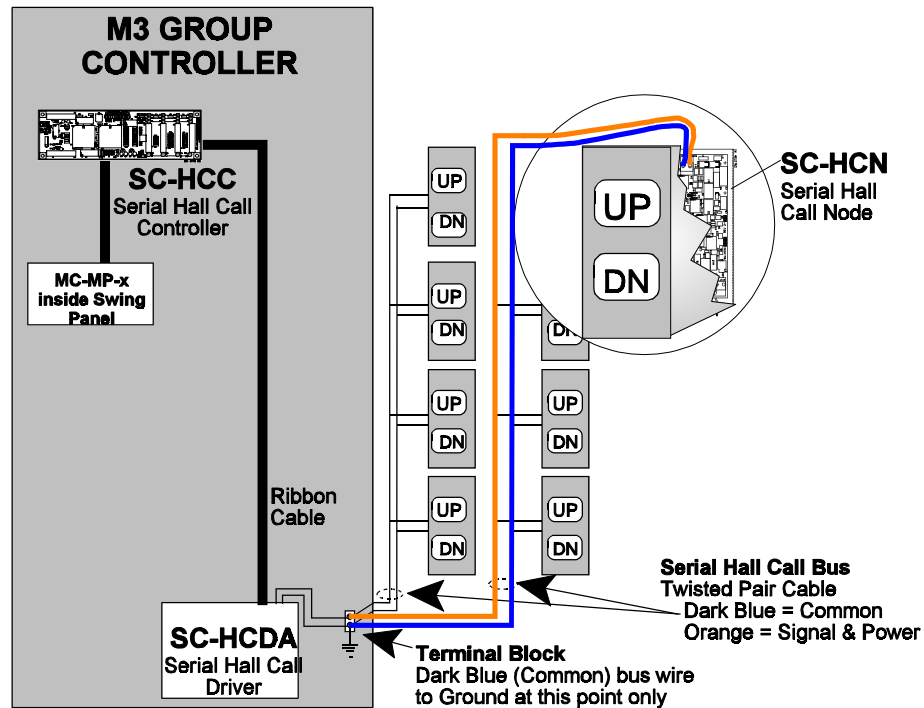 M3 GROUP
CONTROLLER
SC-HCC
Serial Hall Call
Controller
MC-MP-x
inside Swing
Panel
Ribbon
Cable
SC-HCDA
Serial Hall Call
Driver
UP
DN
UP
DN
UP
DN
UP
DN
UP
DN
SC-HCN
Serial Hall
Call Node
DN
UP
DN
UP
DN
Serial Hall Call Bus
Twisted Pair Cable
Dark Blue = Common
Orange = Signal & Power
Terminal Block
Dark Blue (Common) bus wire
to Ground at this point only